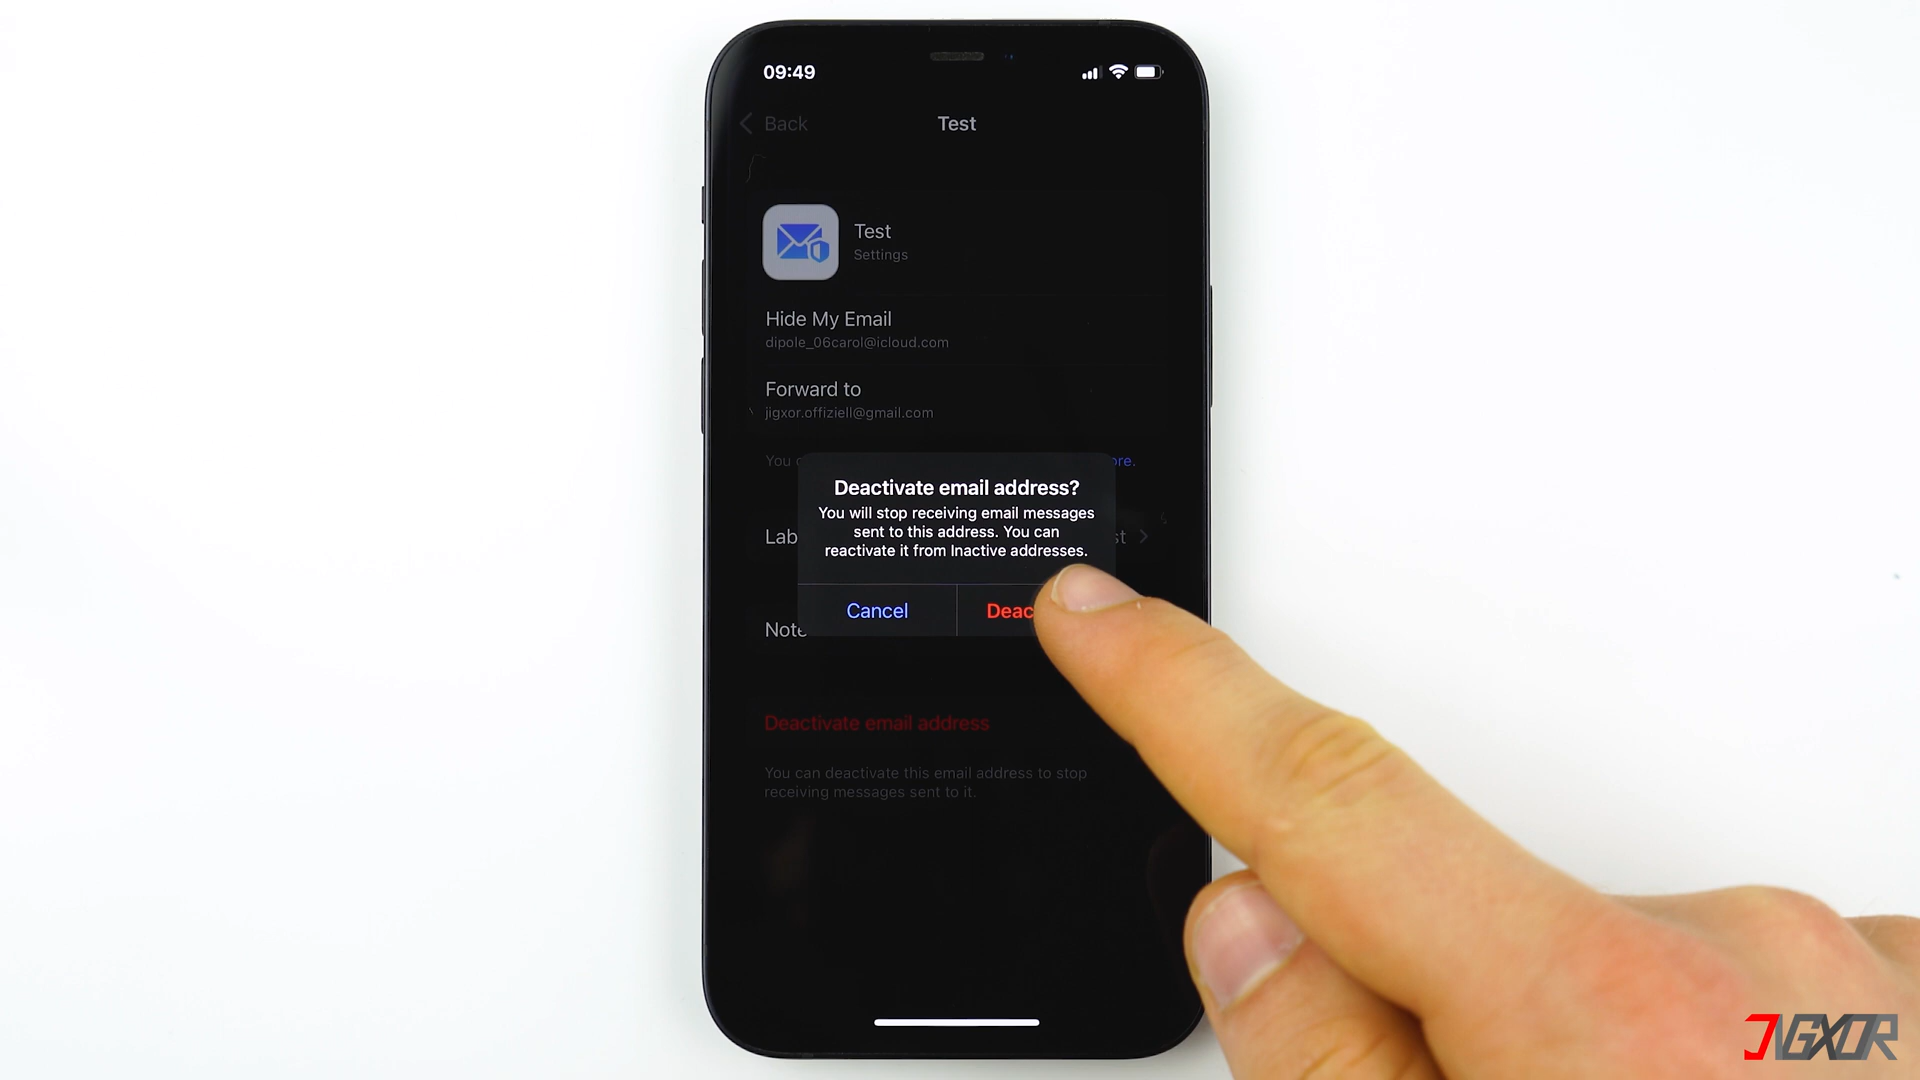 09:49
Back
Test
Test
Settings
Hide My Email
dipole_06carol@icloud.com
Forward to
jigxor.offiziell@gmail.com
You
Deactivate email address?
You will stop receiving email messages
sent to this address. You can
reactivate it from Inactive addresses.
Cancel
Deactivate email address
You can deactivate this email address to stop
receiving messages sent to it.
JIGXOR